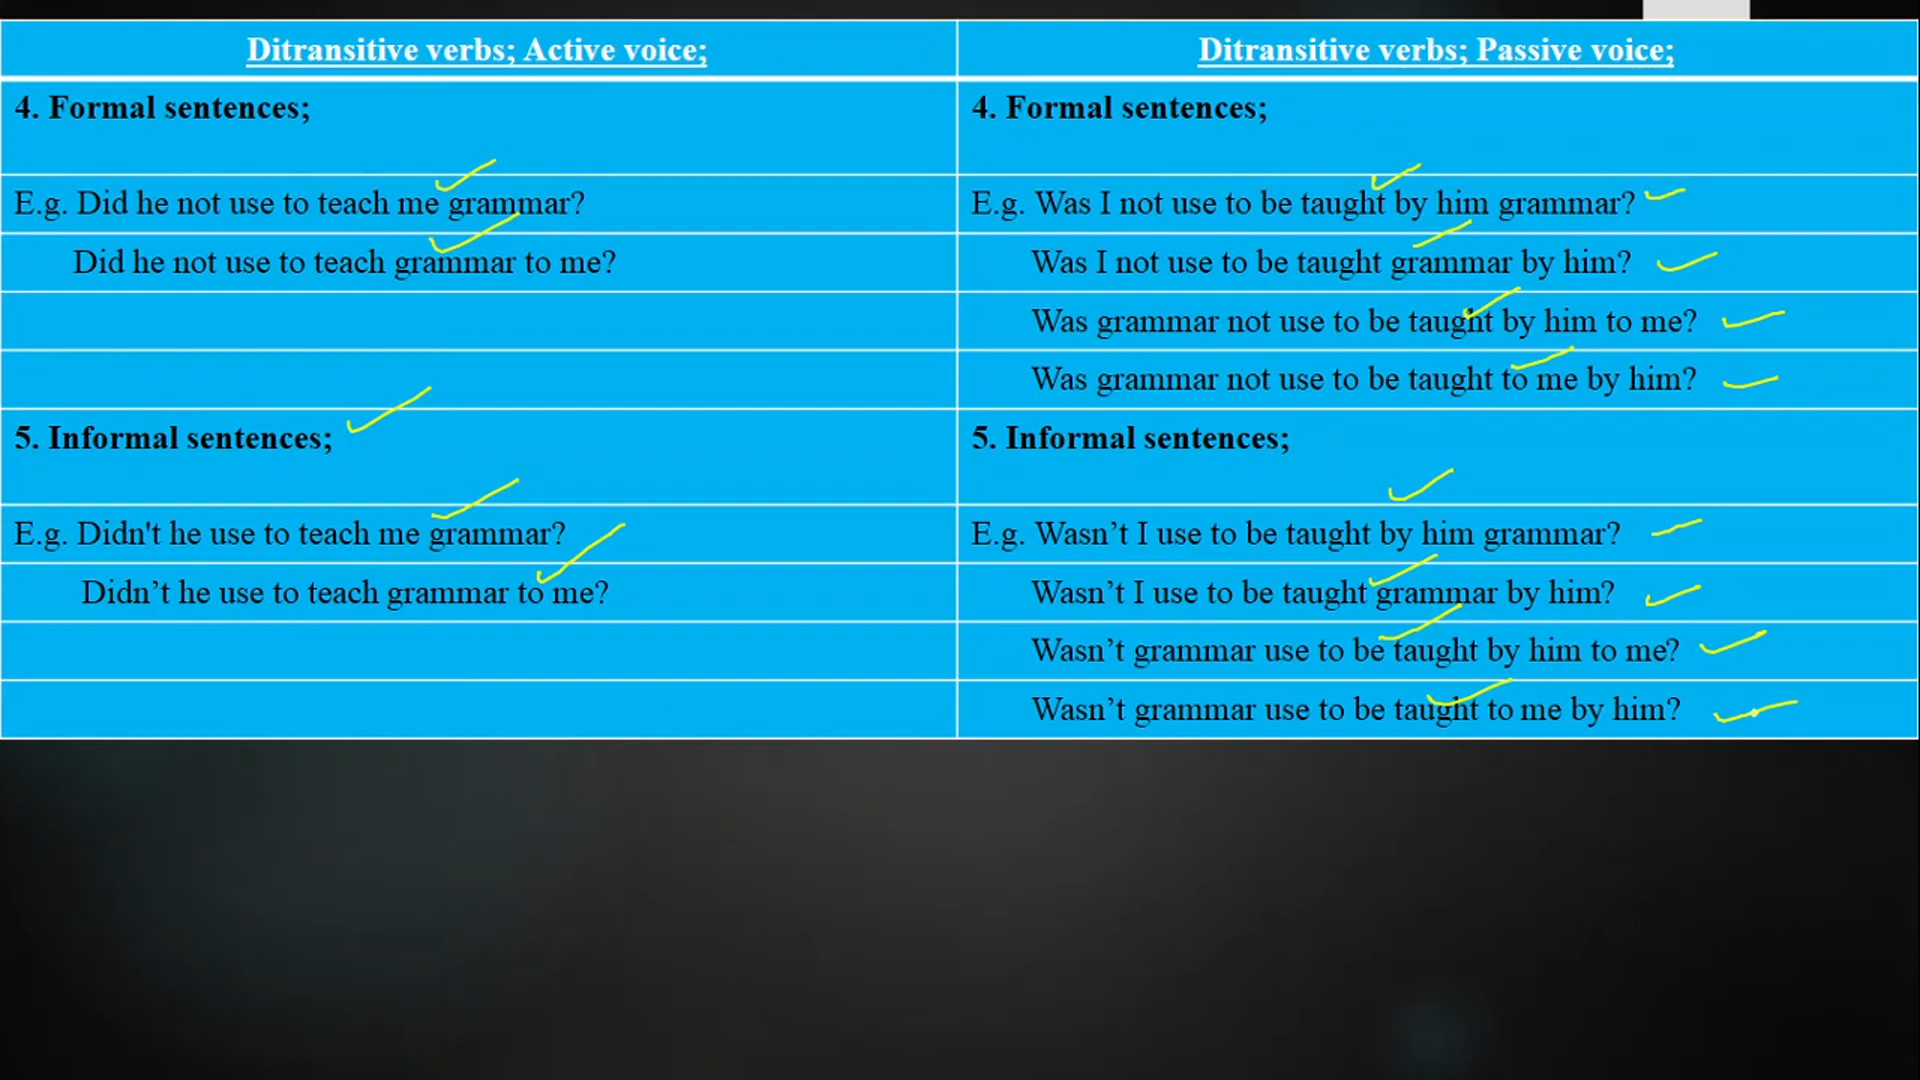 Ditransitive verbs; Active voice;
Ditransitive verbs; Passive voice;
4. Formal sentences;
4. Formal sentences;
E.g. Did he not use to teach me grammar?
E.g. Was I not use to be taught by him grammar?
Did he not use to teach grammar to me?
Was I not use to be taught grammar by him?
Was grammar not use to be taught by him to me?
Was grammar not use to be taught to me by him?
5. Informal sentences;
5. Informal sentences;
E.g. Didn't he use to teach me grammar?
E.g. Wasn’t I use to be taught by him grammar?
Didn’t he use to teach grammar to me?
Wasn’t I use to be taught grammar by him?
Wasn’t grammar use to be taught by him to me?
Wasn’t grammar use to be taught to me by him?